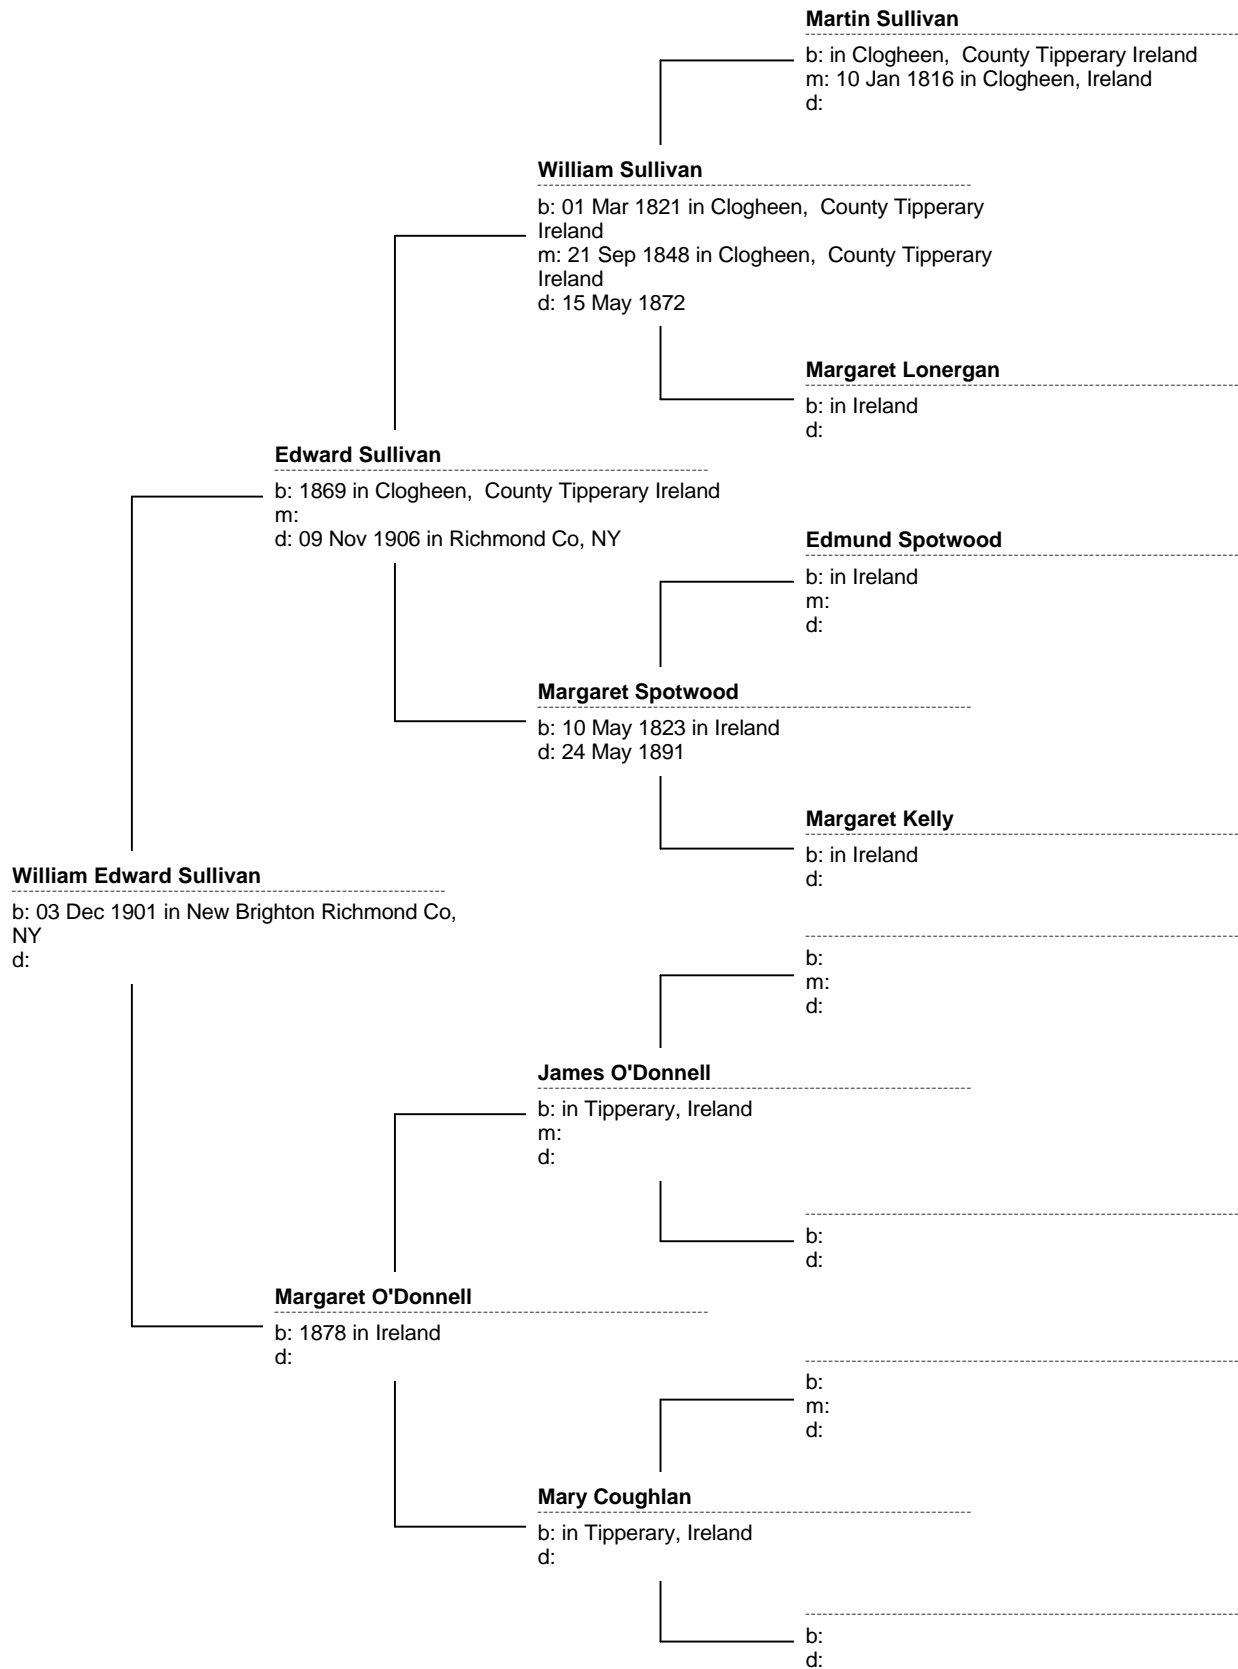 Martin Sullivan
b: in Clogheen,  County Tipperary Ireland
m: 10 Jan 1816 in Clogheen, Ireland
d:
William Sullivan
b: 01 Mar 1821 in Clogheen,  County Tipperary
Ireland
m: 21 Sep 1848 in Clogheen,  County Tipperary
Ireland
d: 15 May 1872
Margaret Lonergan
b: in Ireland
d:
Edward Sullivan
b: 1869 in Clogheen,  County Tipperary Ireland
m:
d: 09 Nov 1906 in Richmond Co, NY
Edmund Spotwood
b: in Ireland
m:
d:
Margaret Spotwood
b: 10 May 1823 in Ireland
d: 24 May 1891
Margaret Kelly
b: in Ireland
d:
William Edward Sullivan
b: 03 Dec 1901 in New Brighton Richmond Co,
NY
d:
b:
m:
d:
James O'Donnell
b: in Tipperary, Ireland
m:
d:
b:
d:
Margaret O'Donnell
b: 1878 in Ireland
d:
b:
m:
d:
Mary Coughlan
b: in Tipperary, Ireland
d:
b:
d: